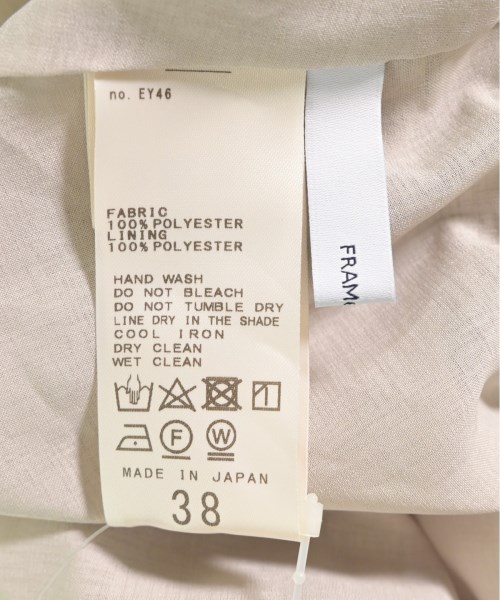 no. EY46
FABRIC
100% POLYESTER
LINING
100% POLYESTER
HAND WASH
DO NOT BLEACH
DO NOT TUMBLE DRY
LINE DRY IN THE SHADE
COOL IRON
DRY CLEAN
WET CLEAN
F W
MADE IN JAPAN
38